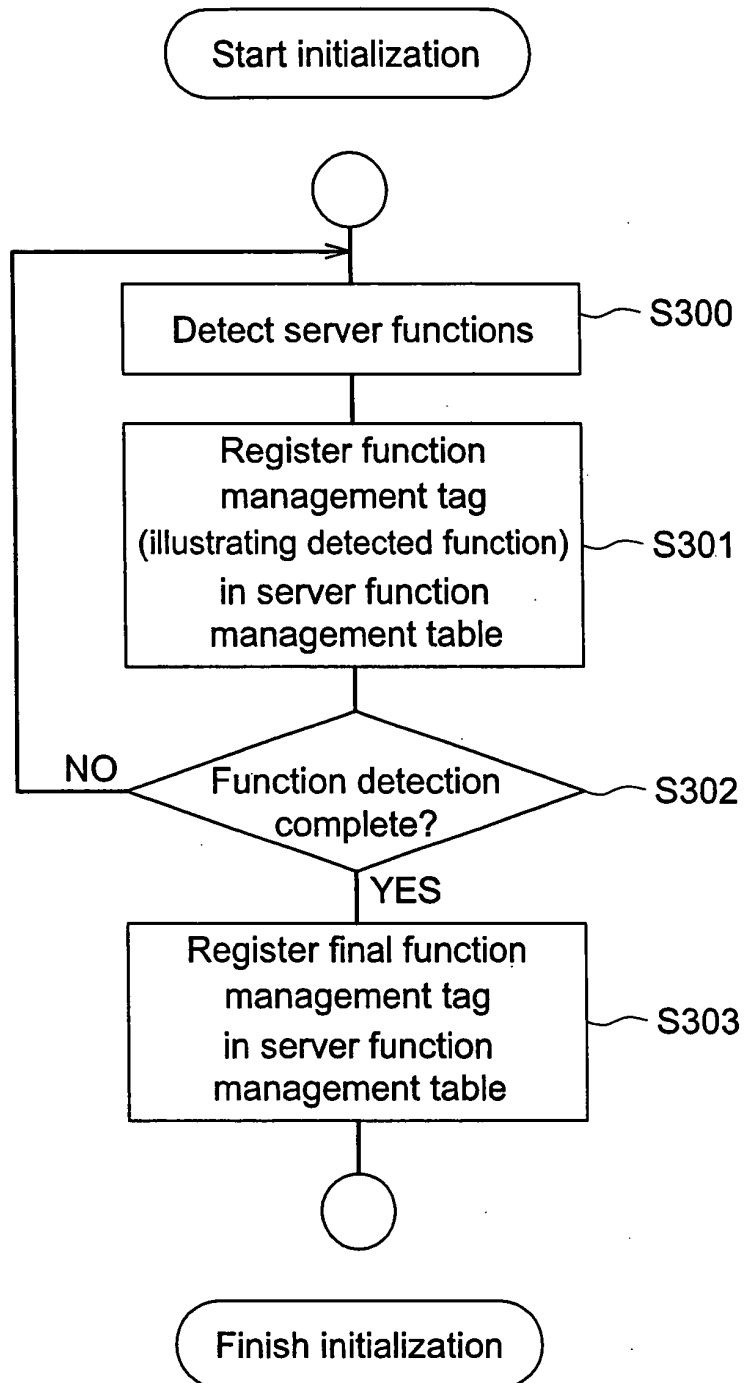 Start initialization
Detect server functions
S300
Register function
management tag
(illustrating detected function)
in server function
management table
S301
NO
Function detection
complete?
S302
YES
Register final function
management tag
in server function
management table
S303
Finish initialization